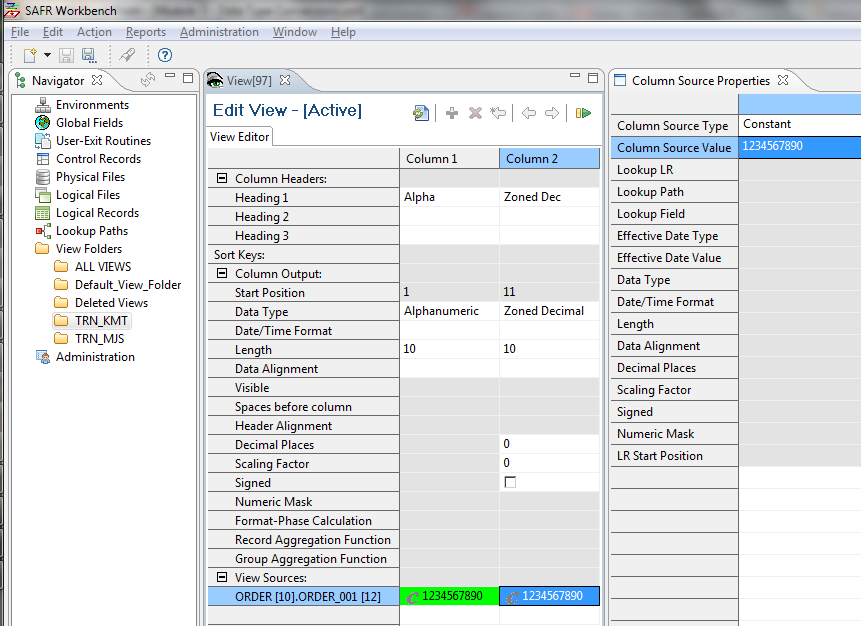 SAFR Workbench
File Edit Action Reports Administration Window Help
Navigator
Environments
Global Fields
User-Exit Routines
Control Records
Physical Files
Logical Files
Logical Records
Lookup Paths
View Folders
ALL VIEWS
Default_View_Folder
Deleted Views
TRN_KMT
TRN_MJS
Administration
View[97]
Edit View - [Active]
View Editor
Column 1 Column 2
Column Headers:
Heading 1 Alpha Zoned Dec
Heading 2
Heading 3
Sort Keys:
Column Output:
Start Position 1 11
Data Type Alphanumeric Zoned Decimal
Date/Time Format
Length 10 10
Data Alignment
Visible
Spaces before column
Header Alignment
Decimal Places 0
Scaling Factor 0
Signed
Numeric Mask
Format-Phase Calculation
Record Aggregation Function
Group Aggregation Function
View Sources:
ORDER [10].ORDER_001 [12] 1234567890 1234567890
Column Source Properties
Column Source Type Constant
Column Source Value 1234567890
Lookup LR
Lookup Path
Lookup Field
Effective Date Type
Effective Date Value
Data Type
Date/Time Format
Length
Data Alignment
Decimal Places
Scaling Factor
Signed
Numeric Mask
LR Start Position